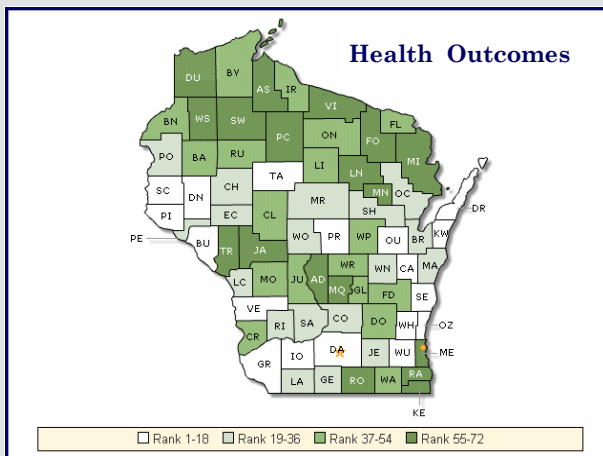 Health Outcomes
DU BY AS IR VI
BN WS SW PC ON FO FL
PO BA RU LI LN MI
SC DN CH TA MR MN OC
PI EC CL SH DR
PE BU TR JA WO PR WP OU BR KW
LC MO JU AD WR WN CA MA
MQ GL FD SE
VE RI SA CO DO WH OZ
CR GR IO DA JE WU ME
LA GE RO WA RA
KE
Rank 1-18 Rank 19-36 Rank 37-54 Rank 55-72